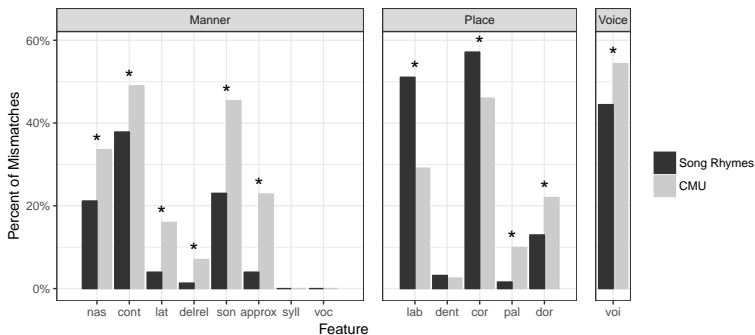 Manner Place Voice
60%
40%
20%
0%
Percent of Mismatches
* * * * * *
* * * *
*
nas cont lat delrel son approx syll voc
lab dent cor pal dor
voi
Feature
Song Rhymes
CMU